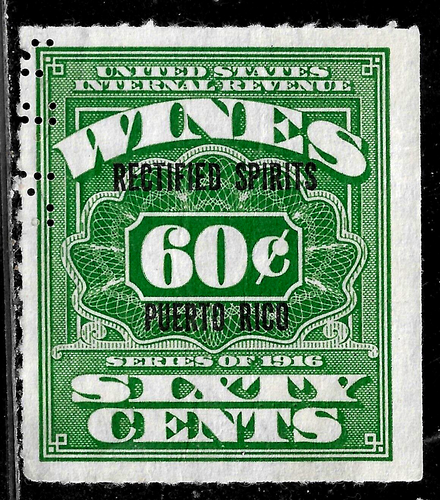 UNITED STATES
INTERNAL REVENUE
WINES
RECTIFIED SPIRITS
60¢
PUERTO RICO
SERIES OF 1916
SIXTY
CENTS